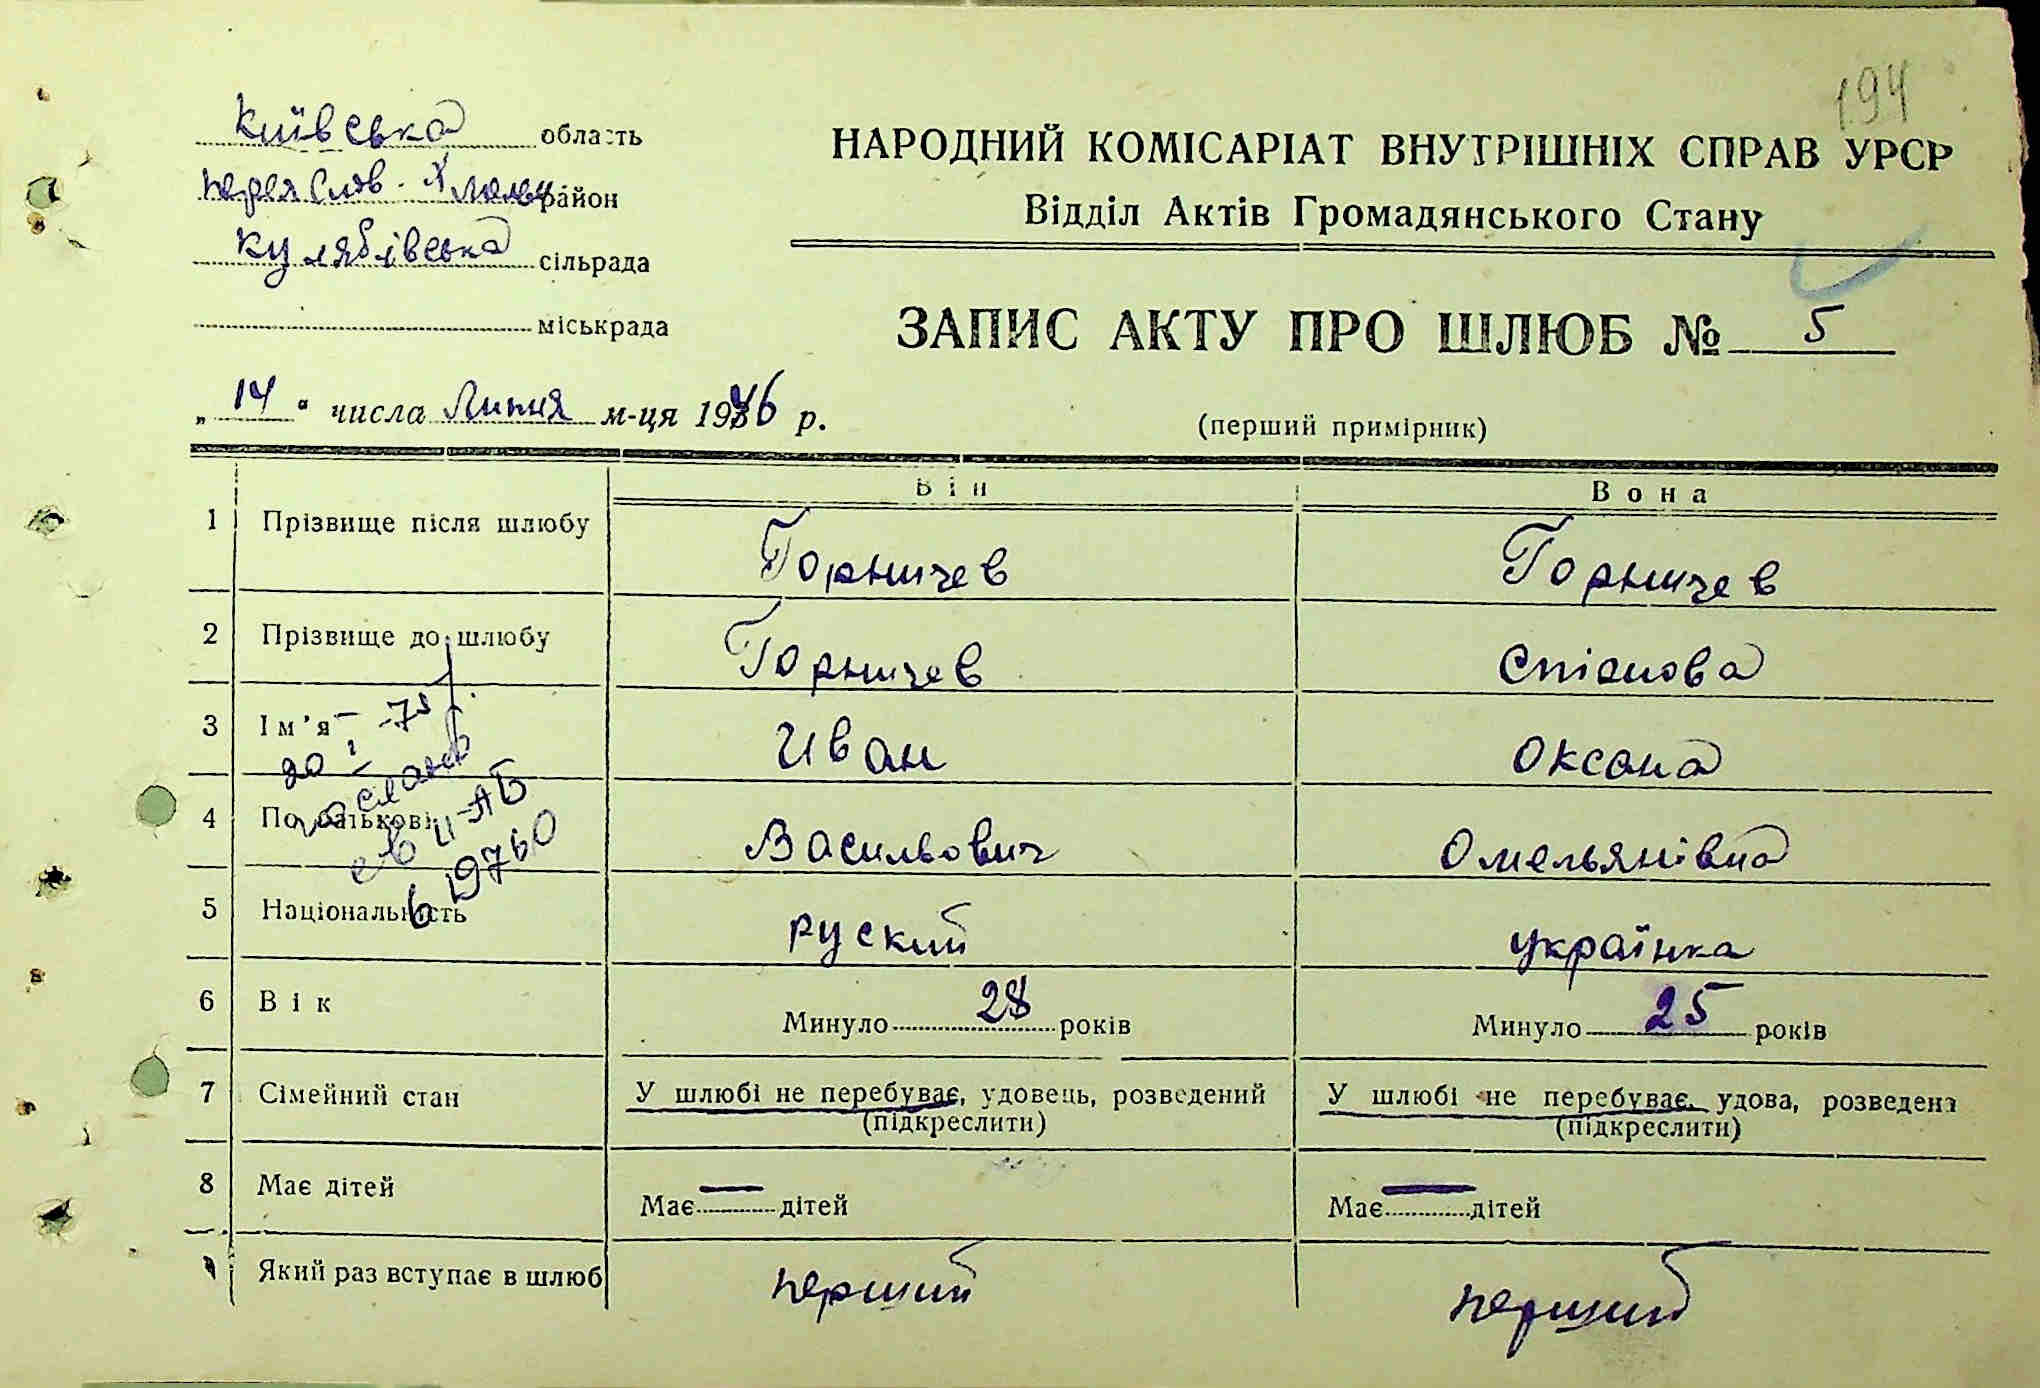 194
Київська область
Переяслав-Хмельн район
Кулябівська сільрада
міськрада
НАРОДНИЙ КОМІСАРІАТ ВНУТРІШНІХ СПРАВ УРСР
Відділ Актів Громадянського Стану
ЗАПИС АКТУ ПРО ШЛЮБ № 5
„ 14 " числа Липня м-ця 1946 р.
(перший примірник)
Він Вона
1 Прізвище після шлюбу Горничев Горничев
2 Прізвище до шлюбу Горничев
3 Ім'я Иван Оксана
4 По батькові Васильович Омельянівна
5 Національність руский українка
6 Вік Минуло 28 років Минуло 25 років
7 Сімейний стан У шлюбі не перебуває, удовець, розведений У шлюбі не перебуває, удова, розведена
(підкреслити) (підкреслити)
8 Має дітей Має — дітей Має — дітей
Який раз вступає в шлюб перший перший